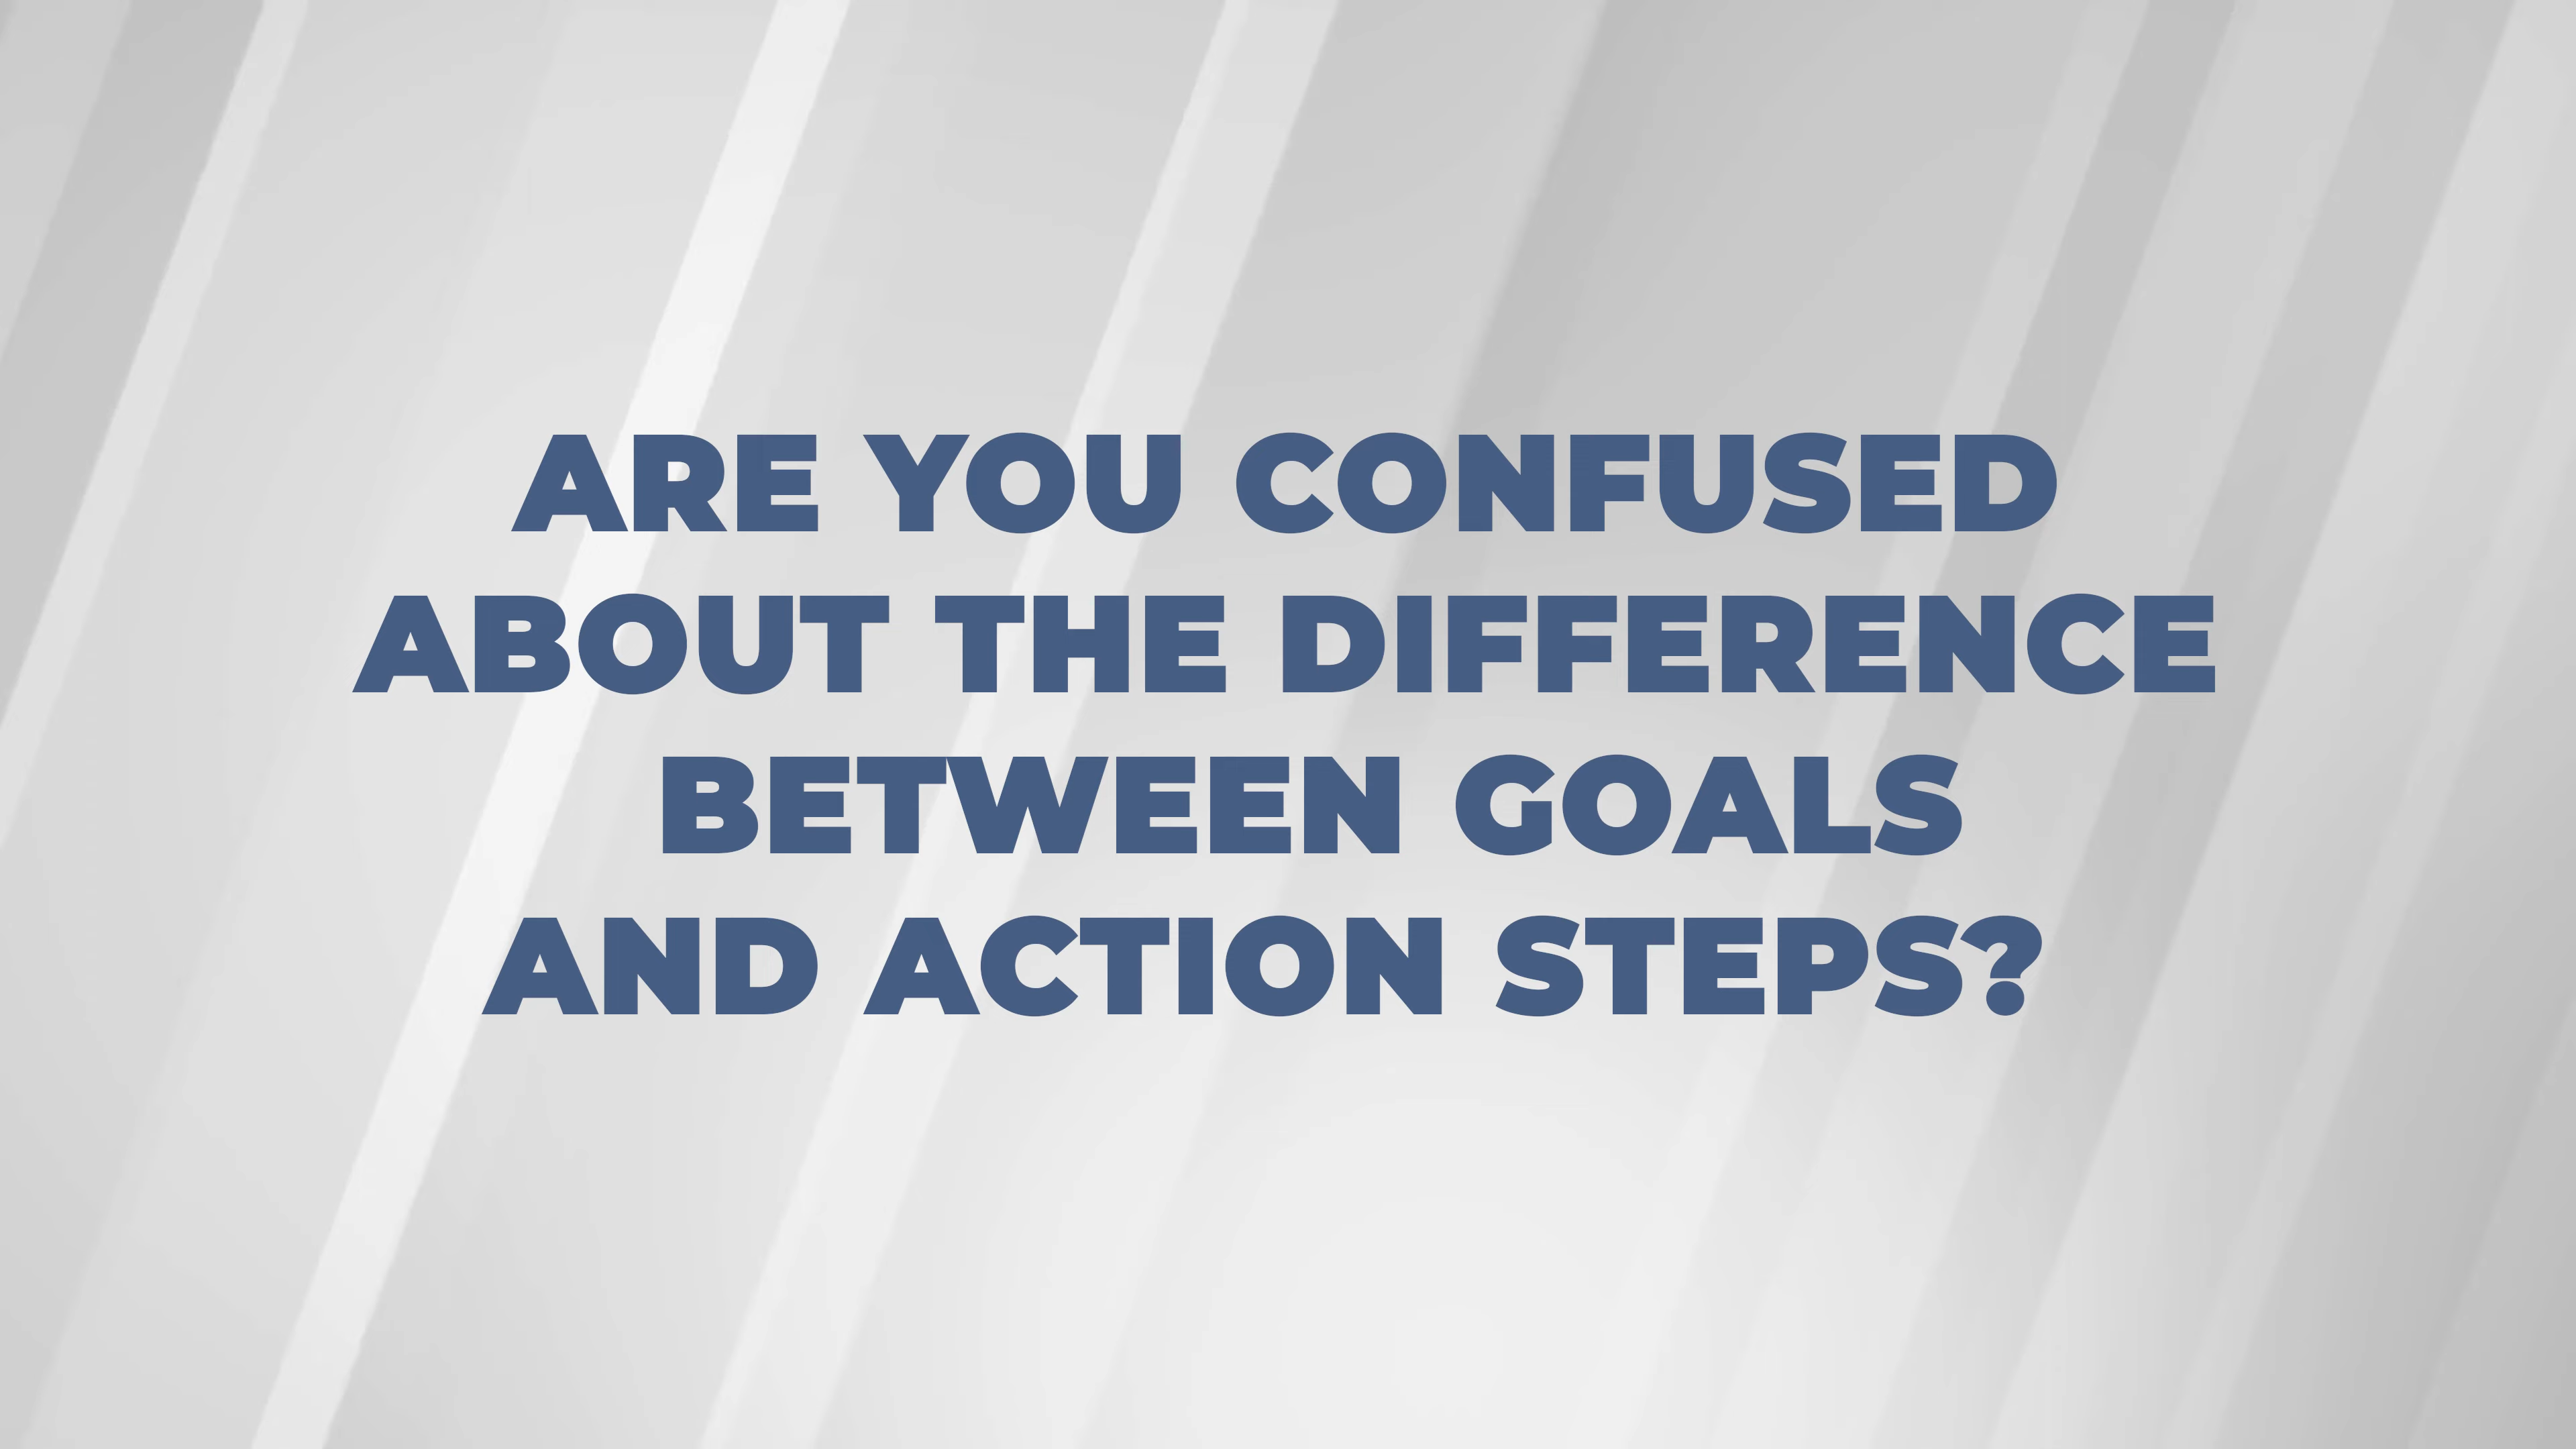 ARE YOU CONFUSED
ABOUT THE DIFFERENCE
BETWEEN GOALS
AND ACTION STEPS?